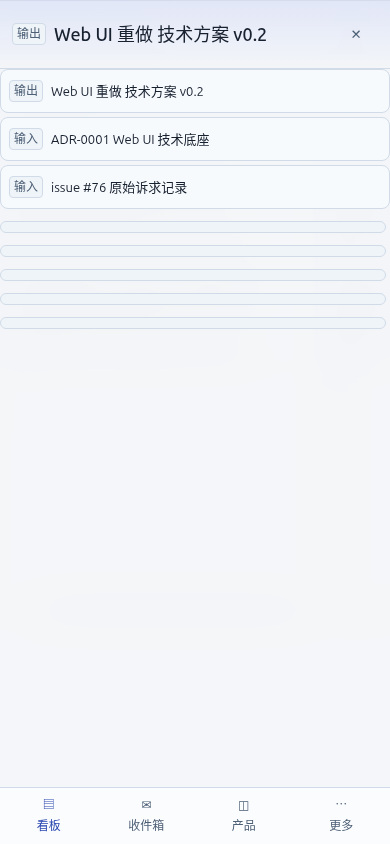 输出 Web UI 重做 技术方案 v0.2 ×
输出 Web UI 重做 技术方案 v0.2
输入 ADR-0001 Web UI 技术底座
输入 issue #76 原始诉求记录
看板 收件箱 产品 更多